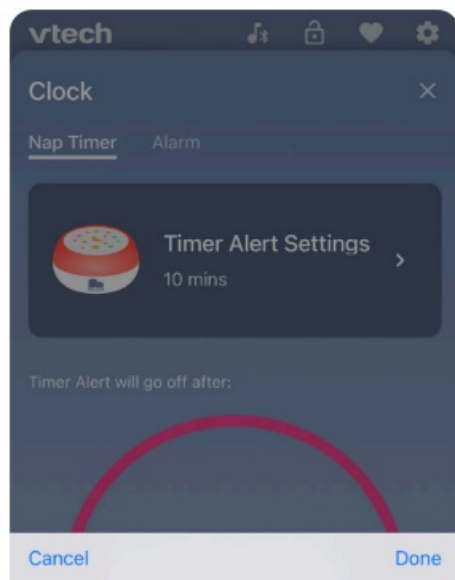 vtech
Clock
Nap Timer Alarm
Timer Alert Settings
10 mins
Timer Alert will go off after:
Cancel Done